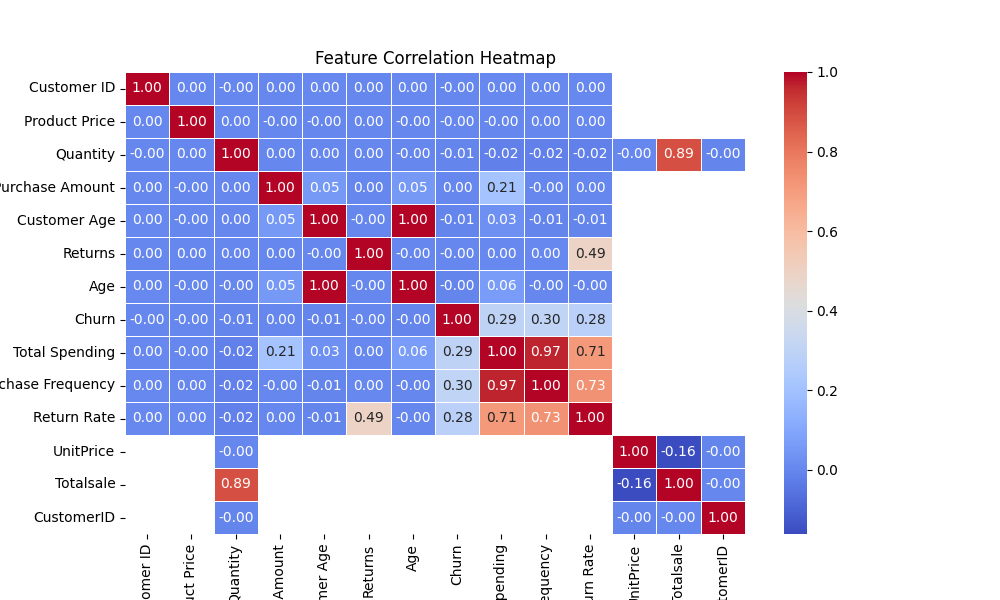 Feature Correlation Heatmap
Customer ID 1.00 0.00 -0.00 0.00 0.00 0.00 0.00 -0.00 0.00 0.00 0.00
Product Price 0.00 1.00 0.00 -0.00 -0.00 0.00 -0.00 -0.00 -0.00 0.00 0.00
Quantity -0.00 0.00 1.00 0.00 0.00 0.00 -0.00 -0.01 -0.02 -0.02 -0.02 -0.00 0.89 -0.00
urchase Amount 0.00 -0.00 0.00 1.00 0.05 0.00 0.05 0.00 0.21 -0.00 0.00
Customer Age 0.00 -0.00 0.00 0.05 1.00 -0.00 1.00 -0.01 0.03 -0.01 -0.01
Returns 0.00 0.00 0.00 0.00 -0.00 1.00 -0.00 -0.00 0.00 0.00 0.49
Age 0.00 -0.00 -0.00 0.05 1.00 -0.00 1.00 -0.00 0.06 -0.00 -0.00
Churn -0.00 -0.00 -0.01 0.00 -0.01 -0.00 -0.00 1.00 0.29 0.30 0.28
Total Spending 0.00 -0.00 -0.02 0.21 0.03 0.00 0.06 0.29 1.00 0.97 0.71
chase Frequency 0.00 0.00 -0.02 -0.00 -0.01 0.00 -0.00 0.30 0.97 1.00 0.73
Return Rate 0.00 0.00 -0.02 0.00 -0.01 0.49 -0.00 0.28 0.71 0.73 1.00
UnitPrice -0.00 1.00 -0.16 -0.00
Totalsale 0.89 -0.16 1.00 -0.00
CustomerID -0.00 -0.00 -0.00 1.00
omer ID
uct Price
Quantity
Amount
mer Age
Returns
Age
Churn
pending
equency
urn Rate
UnitPrice
Totalsale
tomerID
1.0
0.8
0.6
0.4
0.2
0.0